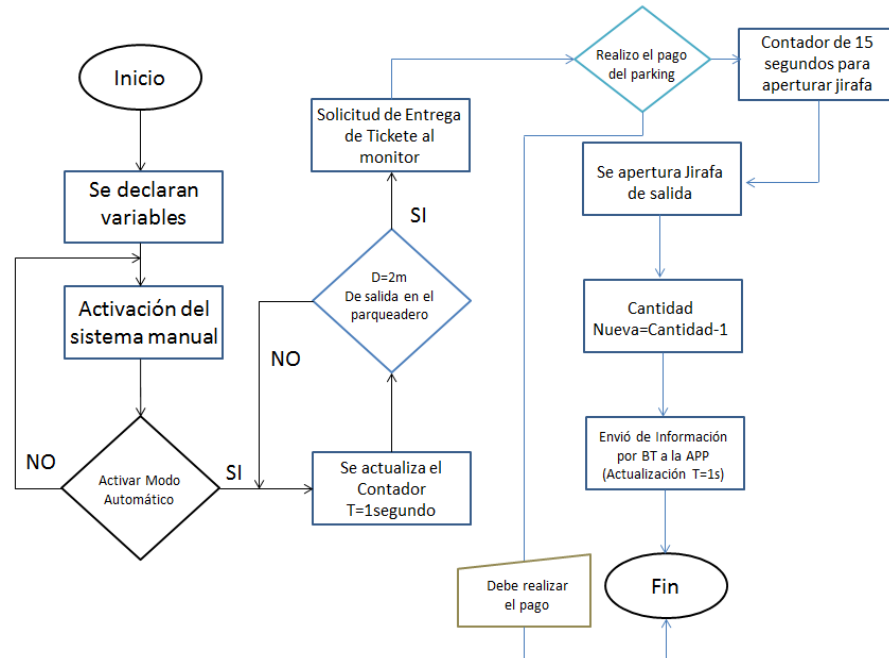 Inicio
Se declaran
variables
Activación del
sistema manual
NO
Activar Modo
Automático
SI
Se actualiza el
Contador
T=1segundo
NO
D=2m
De salida en el
parqueadero
SI
Solicitud de Entrega
de Tickete al
monitor
Realizo el pago
del parking
Contador de 15
segundos para
aperturar jirafa
Se apertura Jirafa
de salida
Cantidad
Nueva=Cantidad-1
Envió de Información
por BT a la APP
(Actualización T=1s)
Debe realizar
el pago
Fin